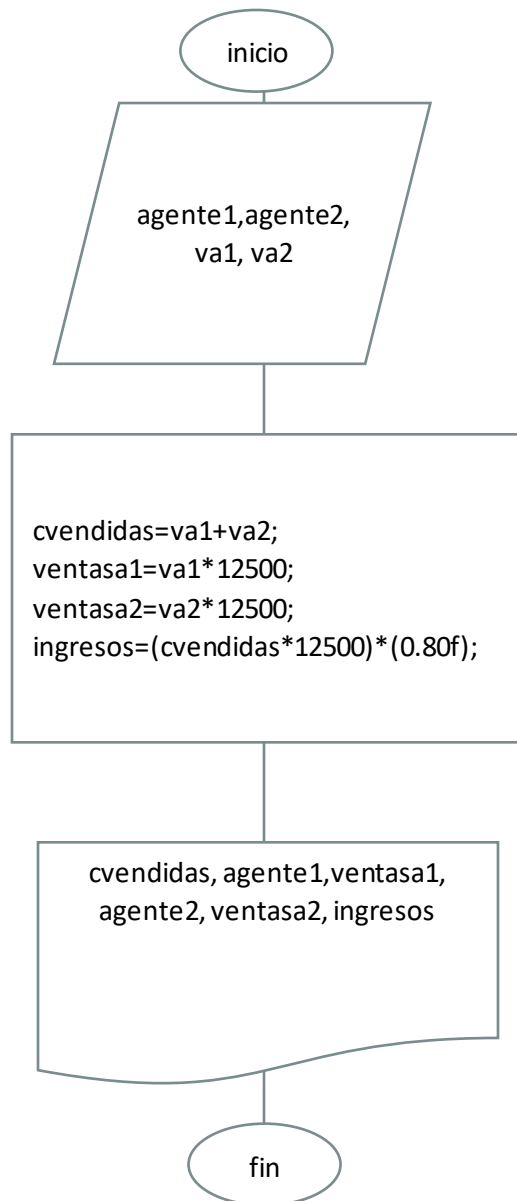 inicio
agente1,agente2,
va1, va2
cvendidas=va1+va2;
ventasa1=va1*12500;
ventasa2=va2*12500;
ingresos=(cvendidas*12500)*(0.80f);
cvendidas, agente1,ventasa1,
agente2, ventasa2, ingresos
fin